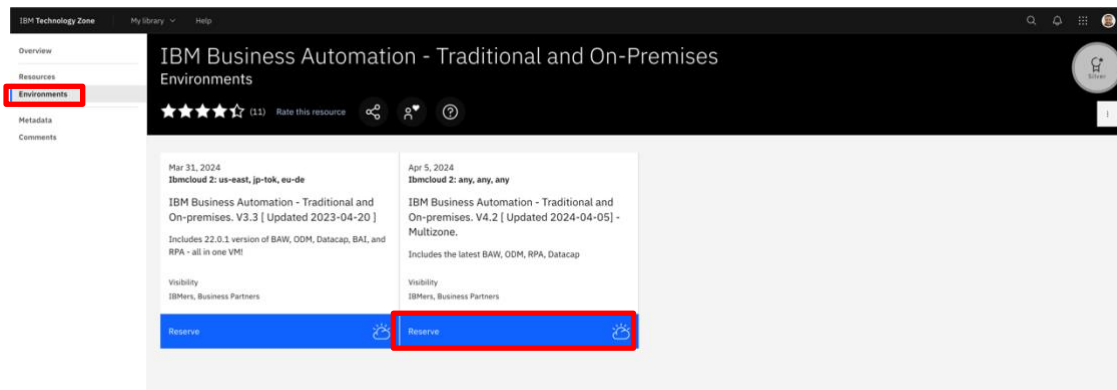 IBM Technology Zone
My library
Help
Overview
Resources
Environments
Metadata
Comments
IBM Business Automation - Traditional and On-Premises
Environments
(11)
Rate this resource
Silver
Mar 31, 2024
Ibmcloud 2: us-east, jp-tok, eu-de
IBM Business Automation - Traditional and
On-premises. V3.3 [ Updated 2023-04-20 ]
Includes 22.0.1 version of BAW, ODM, Datacap, BAI, and
RPA - all in one VM!
Visibility
IBMers, Business Partners
Reserve
Apr 5, 2024
Ibmcloud 2: any, any, any
IBM Business Automation - Traditional and
On-premises. V4.2 [ Updated 2024-04-05] -
Multizone.
Includes the latest BAW, ODM, RPA, Datacap
Visibility
IBMers, Business Partners
Reserve